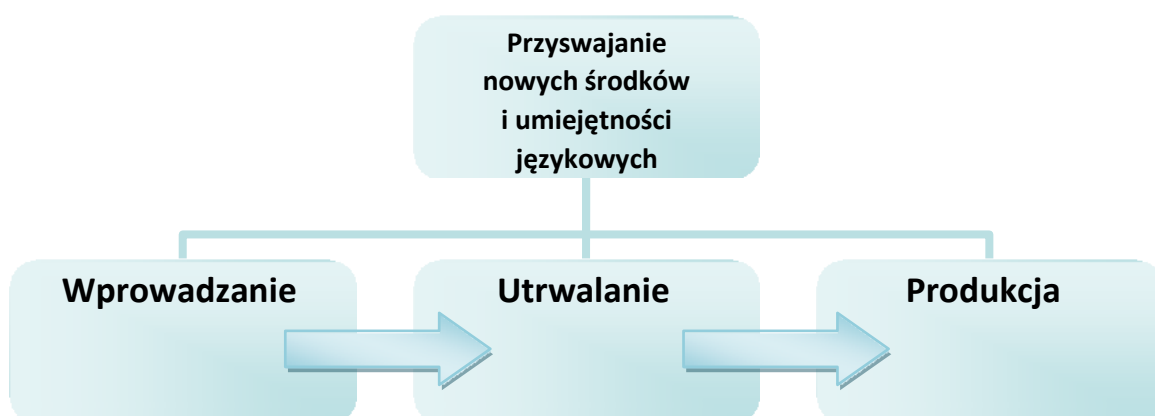 Przyswajanie
nowych środków
i umiejętności
językowych
Wprowadzanie
Utrwalanie
Produkcja